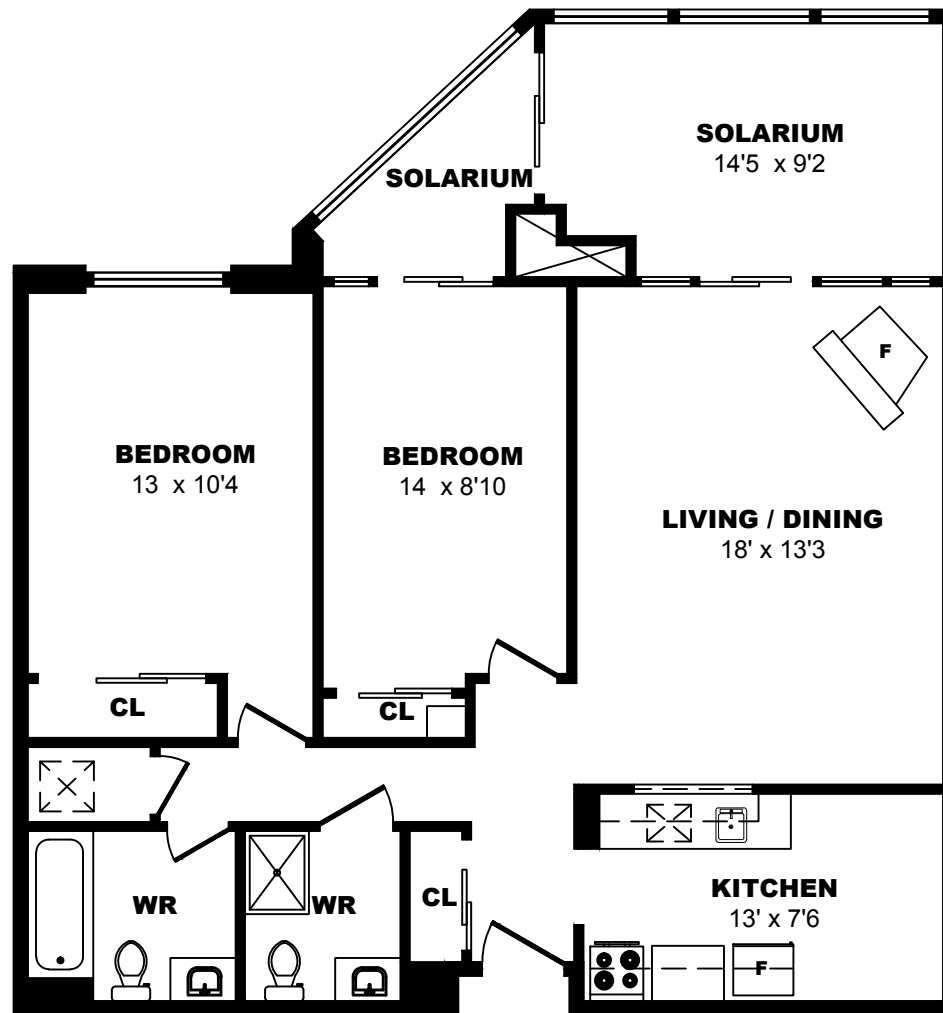 SOLARIUM
14'5 x 9'2
SOLARIUM
F
BEDROOM
13 x 10'4
BEDROOM
14 x 8'10
LIVING / DINING
18' x 13'3
CL
CL
WR
WR
CL
KITCHEN
13' x 7'6
F